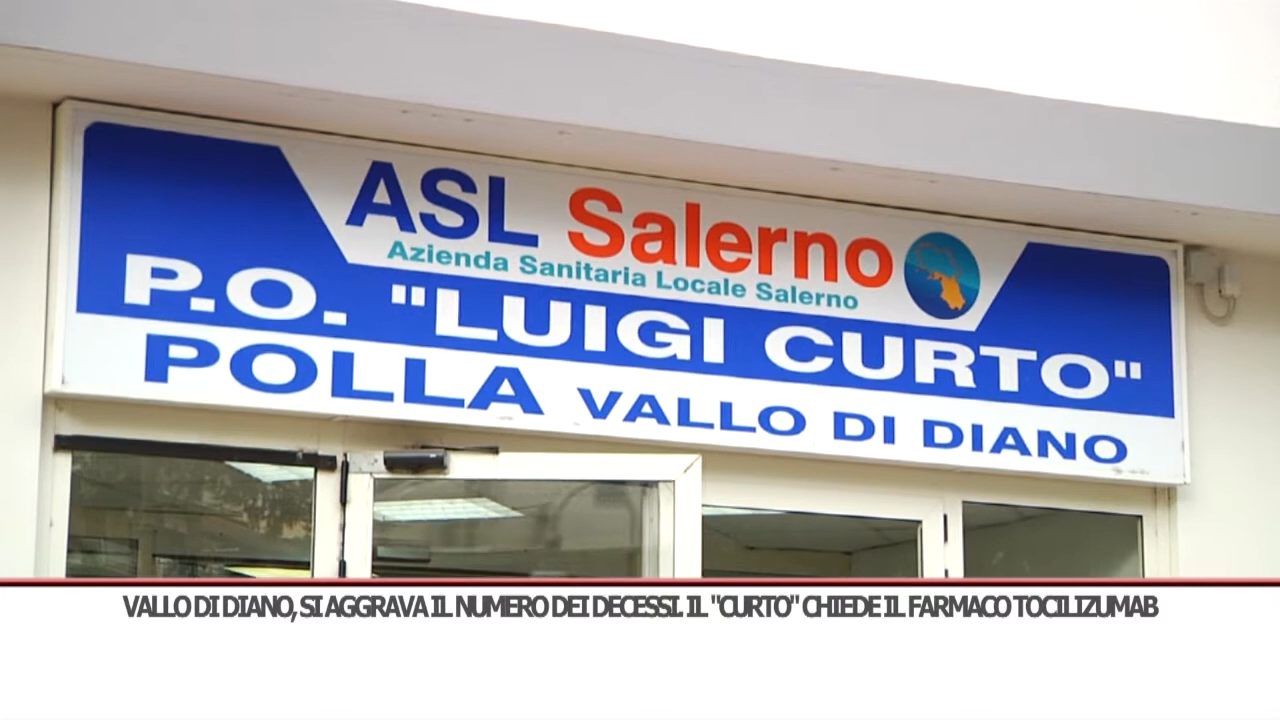 ASL Salerno
Azienda Sanitaria Locale Salerno
P.O. "LUIGI CURTO"
POLLA VALLO DI DIANO
VALLO DI DIANO, SI AGGRAVA IL NUMERO DEI DECESSI. IL "CURTO" CHIEDE IL FARMACO TOCILIZUMAB